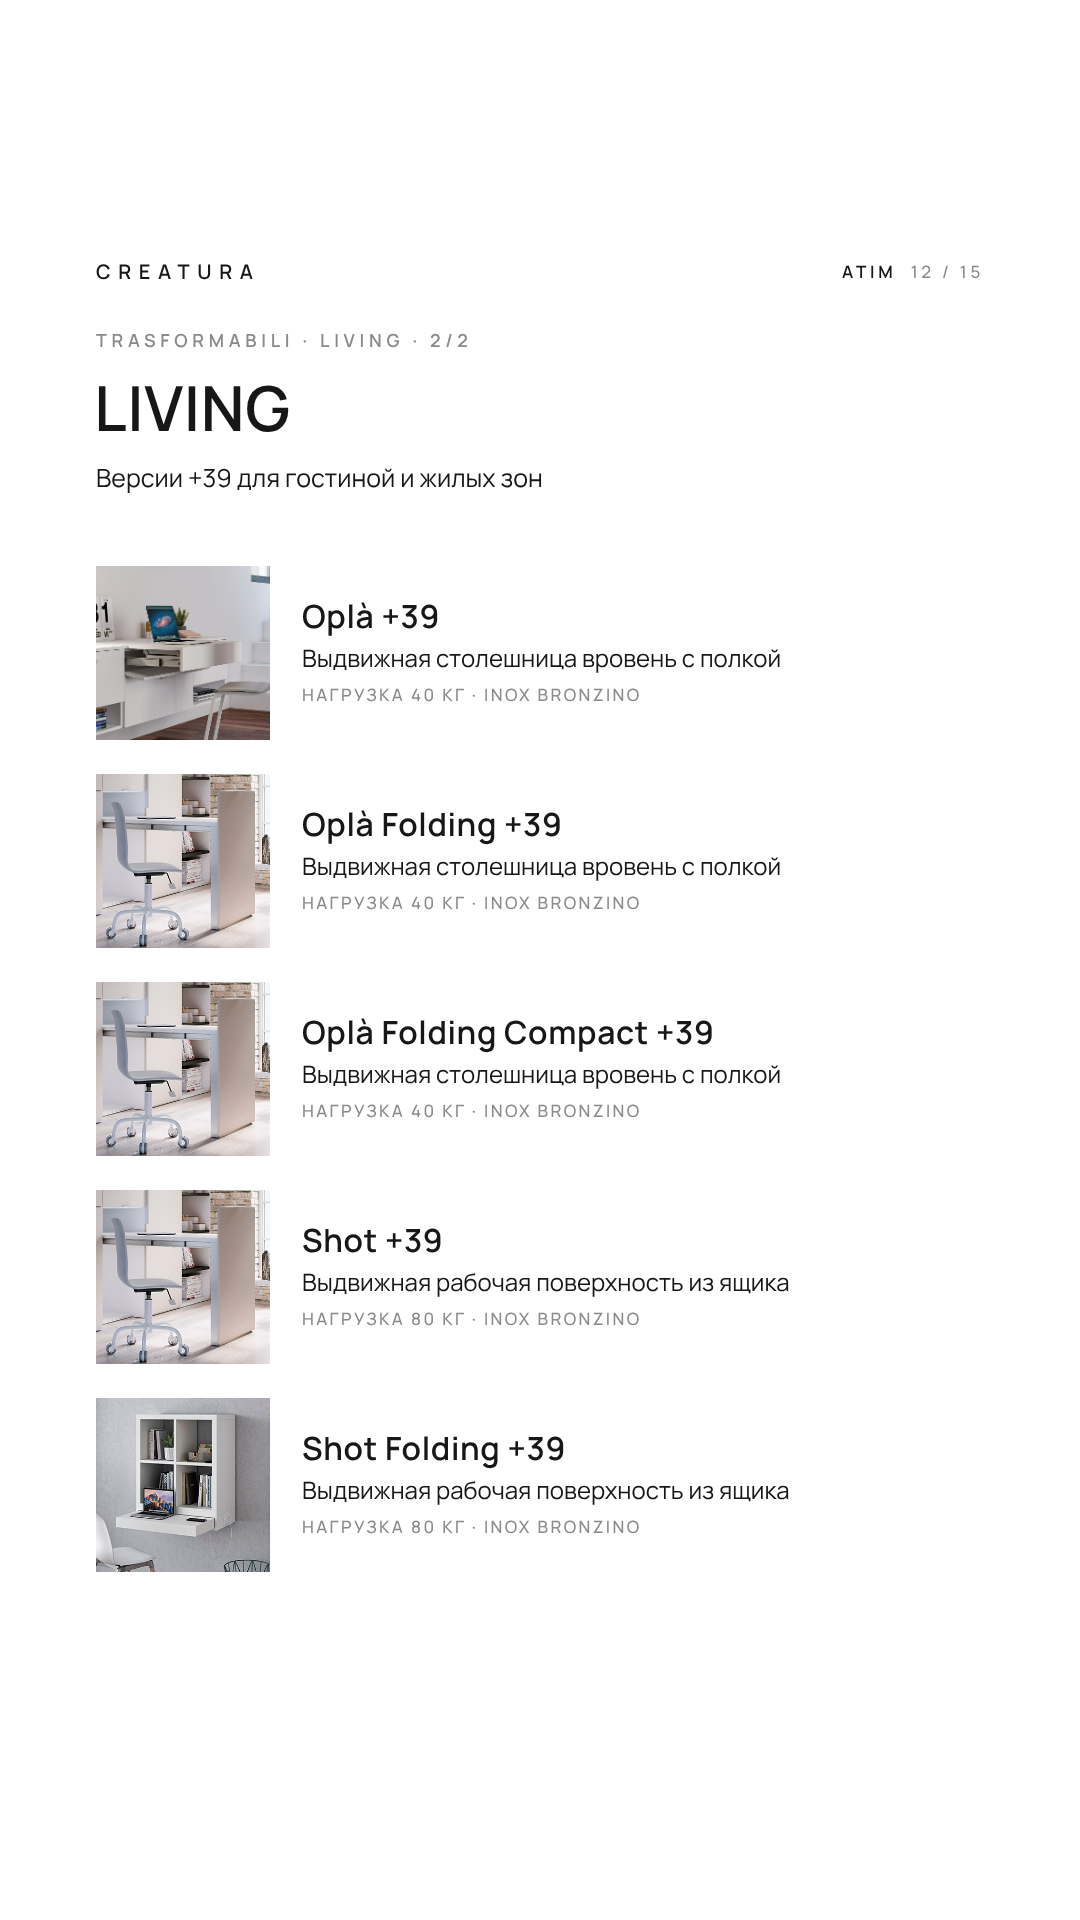 CREATURA
ATIM 12 / 15
TRASFORMABILI · LIVING · 2/2
LIVING
Версии +39 для гостиной и жилых зон
Oplà +39
Выдвижная столешница вровень с полкой
НАГРУЗКА 40 КГ · INOX BRONZINO
Oplà Folding +39
Выдвижная столешница вровень с полкой
НАГРУЗКА 40 КГ · INOX BRONZINO
Oplà Folding Compact +39
Выдвижная столешница вровень с полкой
НАГРУЗКА 40 КГ · INOX BRONZINO
Shot +39
Выдвижная рабочая поверхность из ящика
НАГРУЗКА 80 КГ · INOX BRONZINO
Shot Folding +39
Выдвижная рабочая поверхность из ящика
НАГРУЗКА 80 КГ · INOX BRONZINO